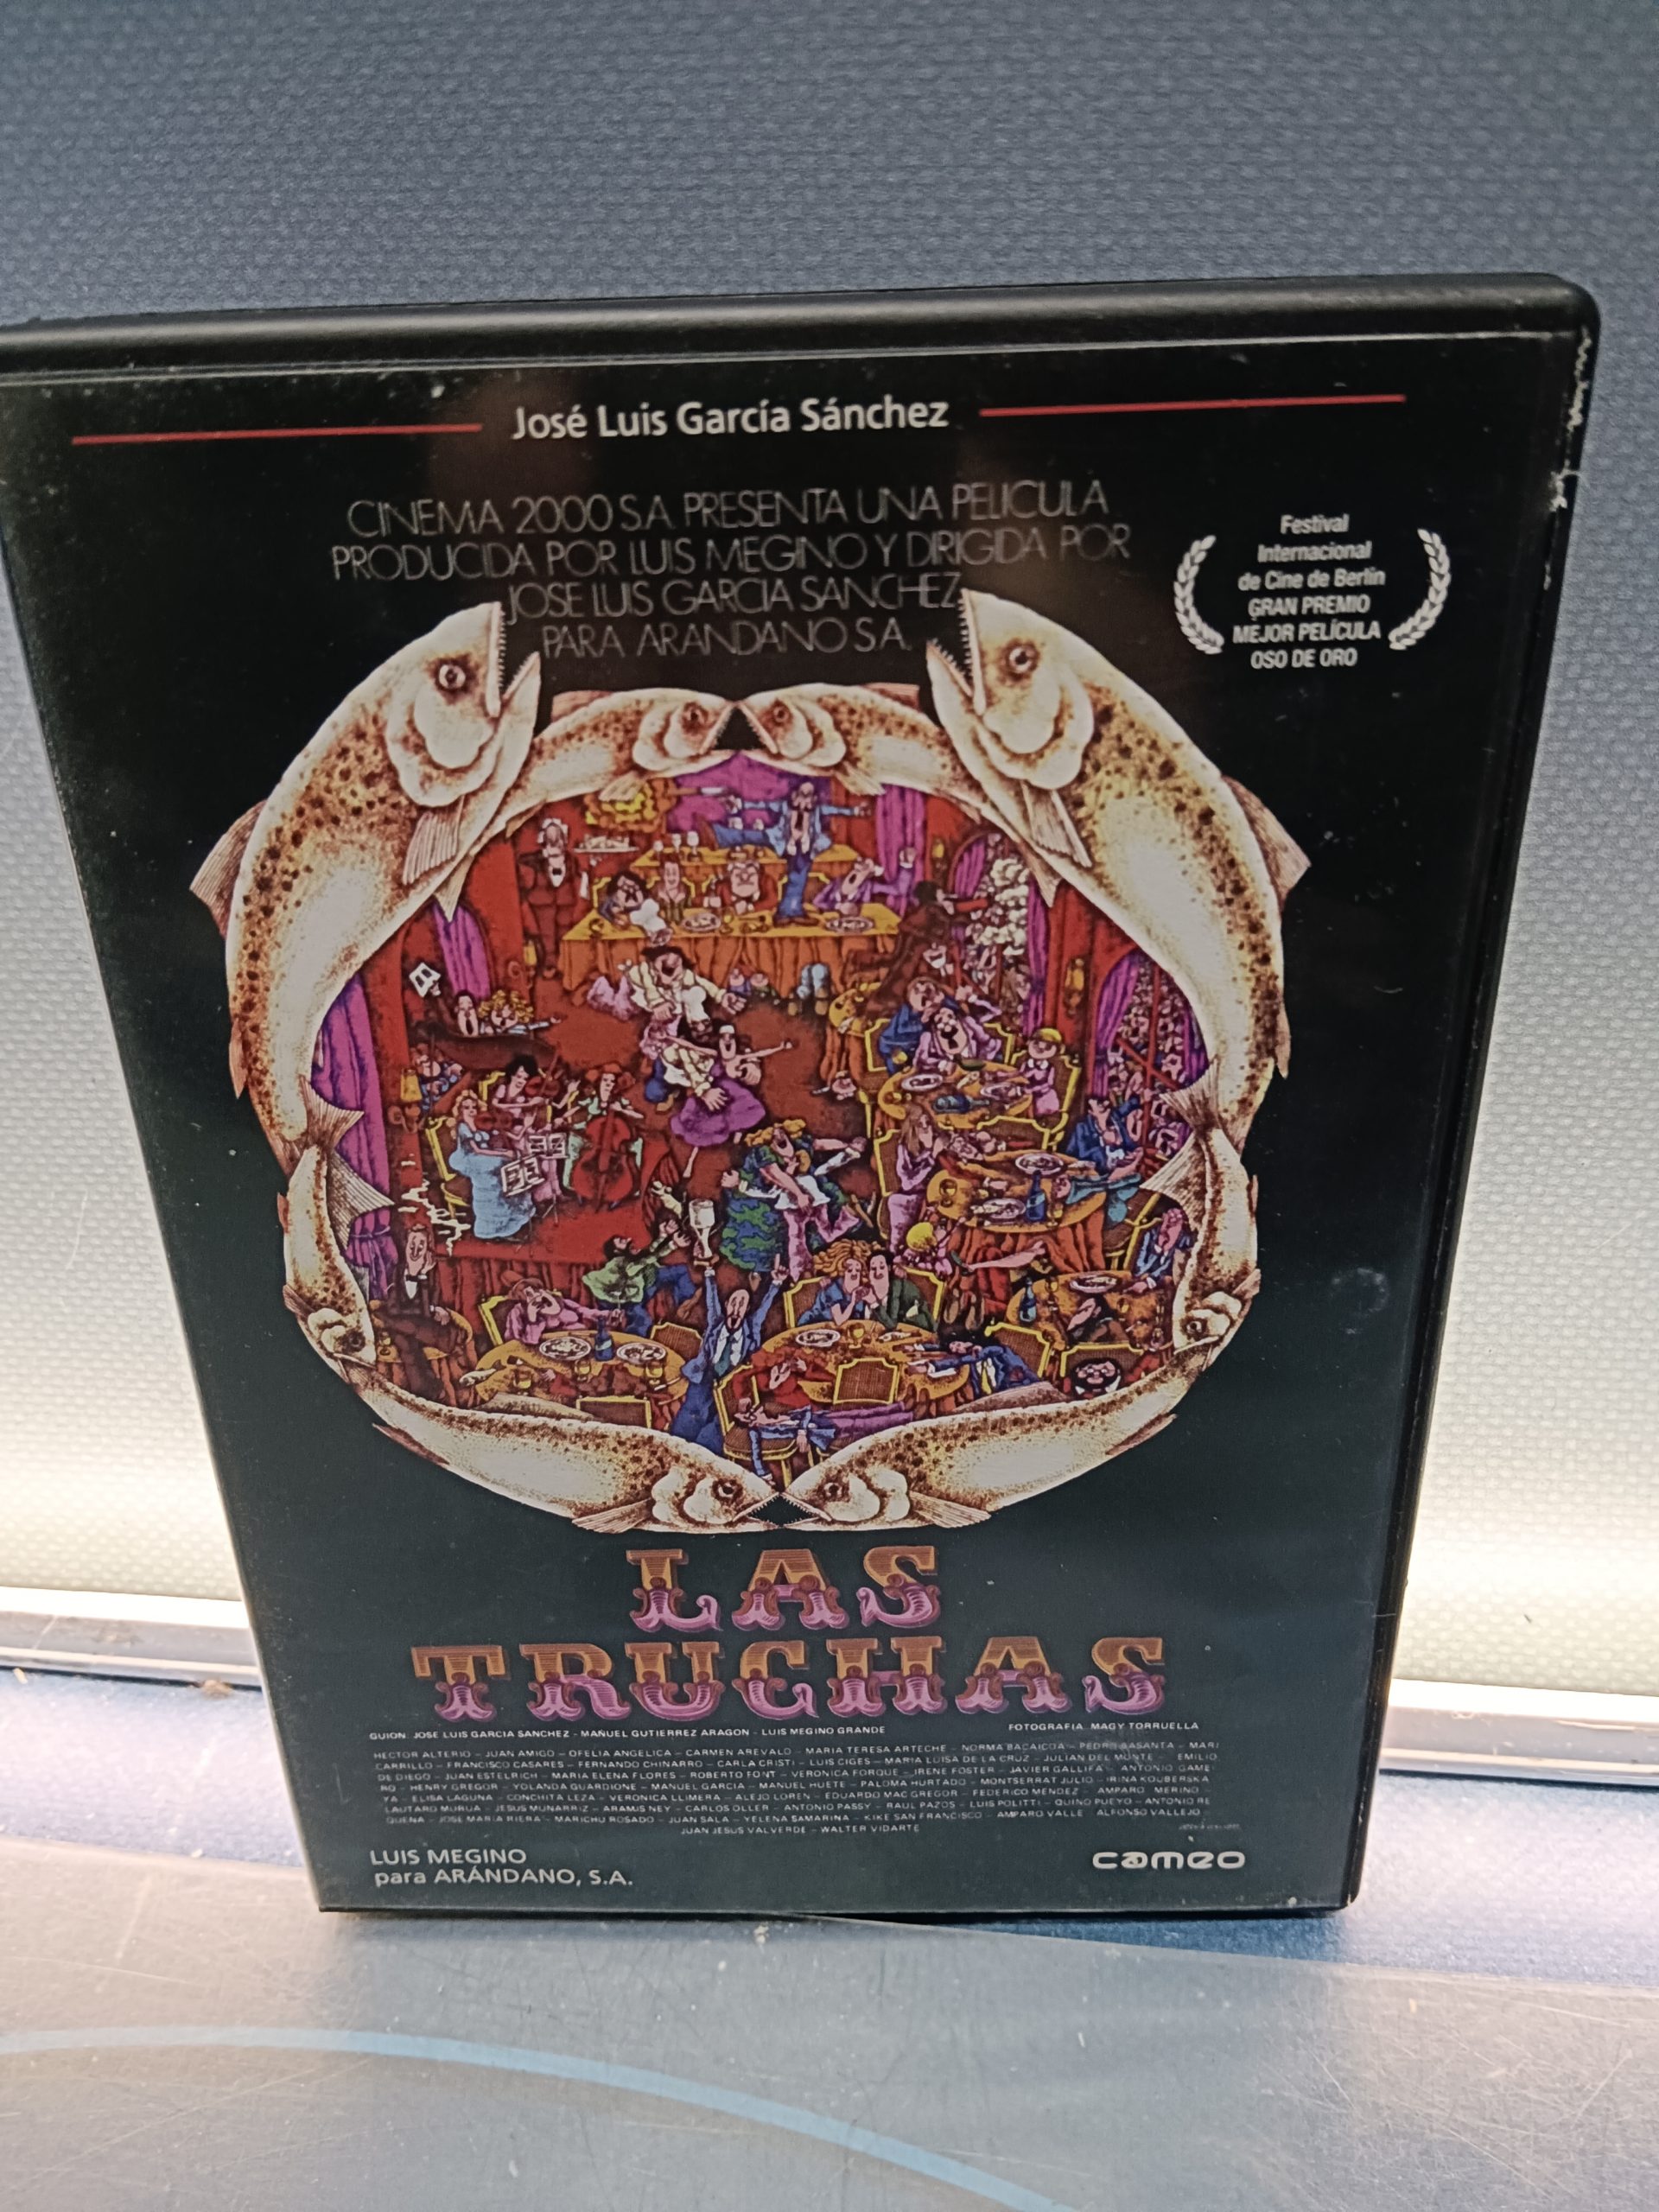 José Luis García Sánchez
CINEMA 2000 S.A. PRESENTA UNA PELICULA
PRODUCIDA POR LUIS MEGINO Y DIRIGIDA POR
JOSE LUIS GARCIA SANCHEZ
PARA ARANDANO S.A.
Festival
Internacional
de Cine de Berlín
GRAN PREMIO
MEJOR PELÍCULA
OSO DE ORO
LAS
TRUCHAS
GUION: JOSE LUIS GARCIA SANCHEZ - MANUEL GUTIERREZ ARAGON - LUIS MEGINO GRANDE
FOTOGRAFIA: MAGY TORRUELLA
HECTOR ALTERIO - JUAN AMIGO - OFELIA ANGELICA - CARMEN AREVALO - MARIA TERESA ARTECHE - NORMA BACAICOA - PEDRO BASANTA - MARI
CARRILLO - FRANCISCO CASARES - FERNANDO CHINARRO - CARLA CRISTI - LUIS CIGES - MARIA LUISA DE LA CRUZ - JULIAN DEL MONTE - EMILIO
DE DIEGO - JUAN ESTELRICH - MARIA ELENA FLORES - ROBERTO FONT - VERONICA FORQUE - IRENE FOSTER - JAVIER GALLIFA - ANTONIO GAME-
RO - HENRY GREGOR - YOLANDA GUARDIONE - MANUEL GARCIA - MANUEL HUETE - PALOMA HURTADO - MONTSERRAT JULIO - IRINA KOUBERSKA
YA - ELISA LAGUNA - CONCHITA LEZA - VERONICA LLIMERA - ALEJO LOREN - EDUARDO MAC GREGOR - FEDERICO MENDEZ - AMPARO MERINO -
LAUTARO MURUA - JESUS MUNARRIZ - ARAMIS NEY - CARLOS OLLER - ANTONIO PASSY - RAUL PAZOS - LUIS POLITTI - QUINO PUEYO - ANTONIO RE
QUENA - JOSE MARIA RIERA - MARICHU ROSADO - JUAN SALA - YELENA SAMARINA - KIKE SAN FRANCISCO - AMPARO VALLE - ALFONSO VALLEJO
JUAN JESUS VALVERDE - WALTER VIDARTE
LUIS MEGINO
para ARÁNDANO, S.A.
cameo